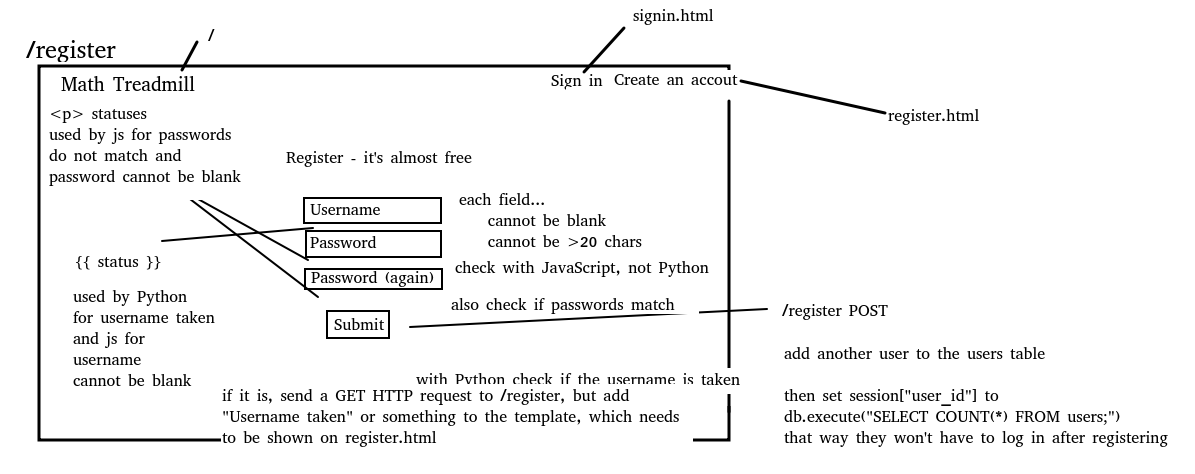 signin.html
/
/register
Math Treadmill
Sign in Create an accout
register.html
<p> statuses
used by js for passwords
do not match and
password cannot be blank
Register - it's almost free
Username
Password
Password (again)
Submit
each field...
cannot be blank
cannot be >20 chars
check with JavaScript, not Python
also check if passwords match
{{ status }}
used by Python
for username taken
and js for
username
cannot be blank
/register POST
add another user to the users table
then set session["user_id"] to
db.execute("SELECT COUNT(*) FROM users;")
that way they won't have to log in after registering
with Python check if the username is taken
if it is, send a GET HTTP request to /register, but add
"Username taken" or something to the template, which needs
to be shown on register.html